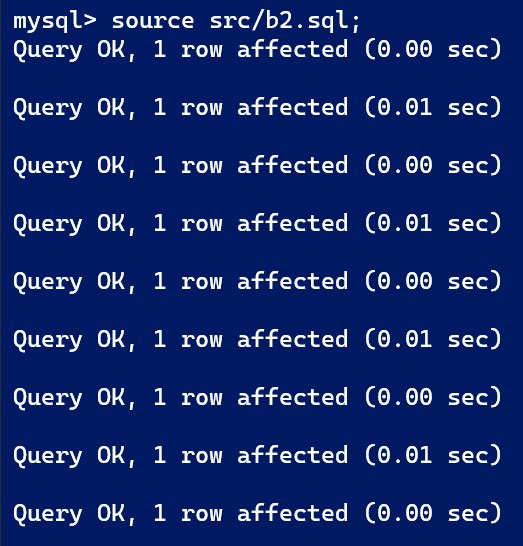 mysql> source src/b2.sql;
Query OK, 1 row affected (0.00 sec)
Query OK, 1 row affected (0.01 sec)
Query OK, 1 row affected (0.00 sec)
Query OK, 1 row affected (0.01 sec)
Query OK, 1 row affected (0.00 sec)
Query OK, 1 row affected (0.01 sec)
Query OK, 1 row affected (0.00 sec)
Query OK, 1 row affected (0.01 sec)
Query OK, 1 row affected (0.00 sec)